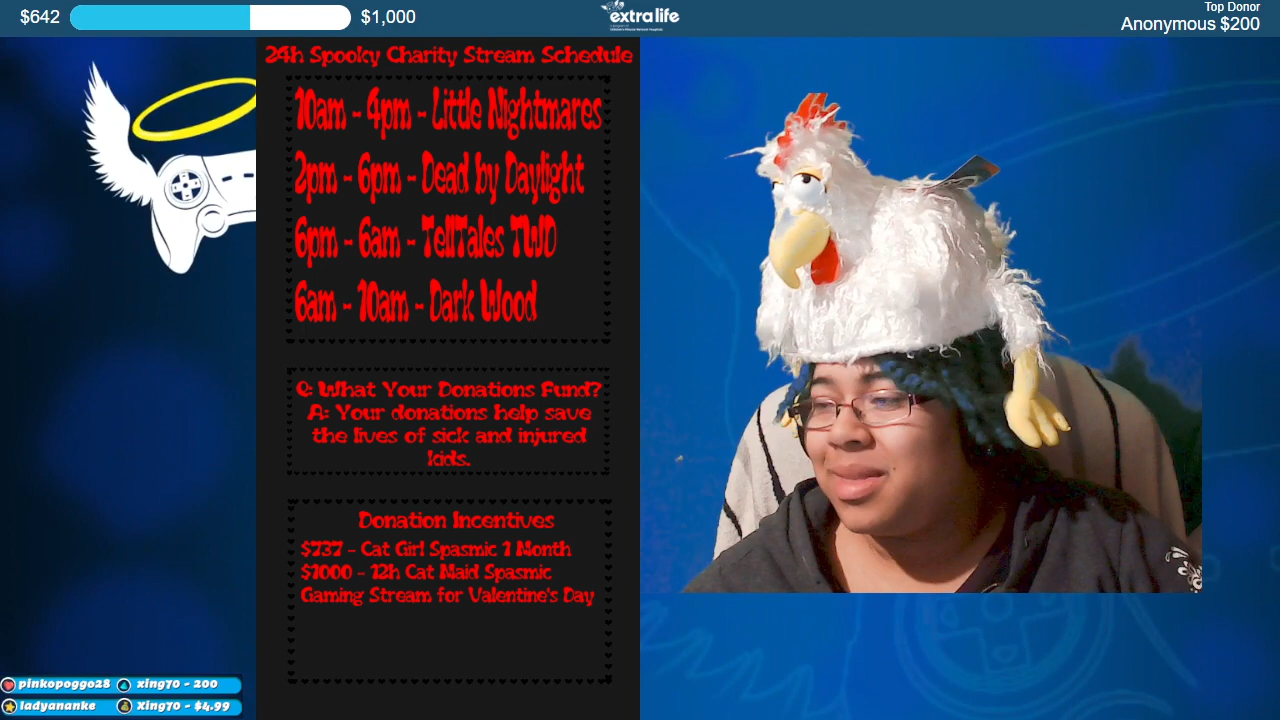 $642
$1,000
extralife
Top Donor
Anonymous $200
24h Spooky Charity Stream Schedule
10am - 4pm - Little Nightmares
2pm - 6pm - Dead by Daylight
6pm - 6am - TellTales TWD
6am - 10am - Dark Wood
Q: What Your Donations Fund?
A: Your donations help save
the lives of sick and injured
kids.
Donation Incentives
$737 - Cat Girl Spasmic 1 Month
$1000 - 12h Cat Maid Spasmic
Gaming Stream for Valentine's Day
pinkopoggo28
xing70 - 200
ladyananke
Xing70 - $4.99